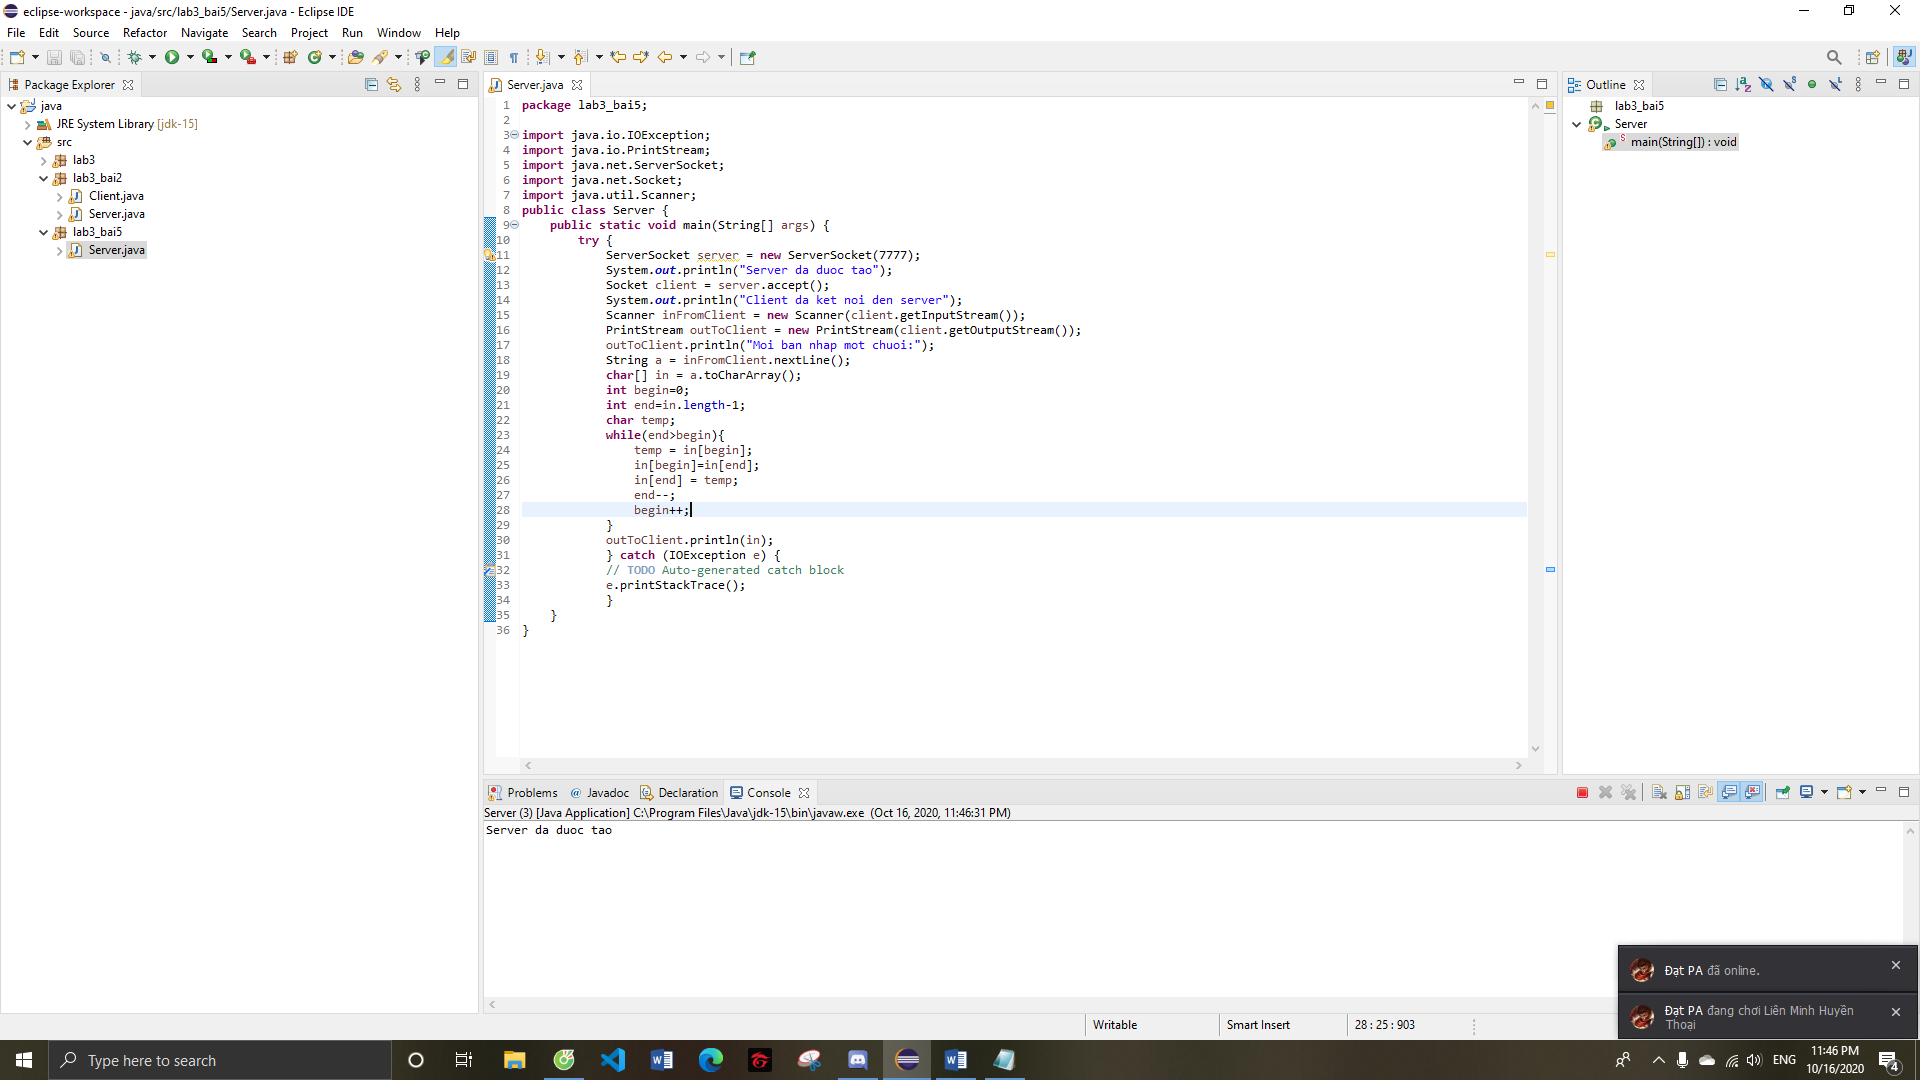 eclipse-workspace - java/src/lab3_bai5/Server.java - Eclipse IDE
File Edit Source Refactor Navigate Search Project Run Window Help
Package Explorer
java
JRE System Library [jdk-15]
src
lab3
lab3_bai2
Client.java
Server.java
lab3_bai5
Server.java
Server.java
1 package lab3_bai5;
2
3 import java.io.IOException;
4 import java.io.PrintStream;
5 import java.net.ServerSocket;
6 import java.net.Socket;
7 import java.util.Scanner;
8 public class Server {
9 public static void main(String[] args) {
10 try {
11 ServerSocket server = new ServerSocket(7777);
12 System.out.println("Server da duoc tao");
13 Socket client = server.accept();
14 System.out.println("Client da ket noi den server");
15 Scanner inFromClient = new Scanner(client.getInputStream());
16 PrintStream outToClient = new PrintStream(client.getOutputStream());
17 outToClient.println("Moi ban nhap mot chuoi:");
18 String a = inFromClient.nextLine();
19 char[] in = a.toCharArray();
20 int begin=0;
21 int end=in.length-1;
22 char temp;
23 while(end>begin){
24 temp = in[begin];
25 in[begin]=in[end];
26 in[end] = temp;
27 end--;
28 begin++;
29 }
30 outToClient.println(in);
31 } catch (IOException e) {
32 // TODO Auto-generated catch block
33 e.printStackTrace();
34 }
35 }
36 }
Outline
lab3_bai5
Server
main(String[]) : void
Problems @ Javadoc Declaration Console
Server (3) [Java Application] C:\Program Files\Java\jdk-15\bin\javaw.exe (Oct 16, 2020, 11:46:31 PM)
Server da duoc tao
Đạt PA đã online.
Đạt PA đang chơi Liên Minh Huyền
Thoại
Writable Smart Insert 28 : 25 : 903
Type here to search
ENG
11:46 PM
10/16/2020
4